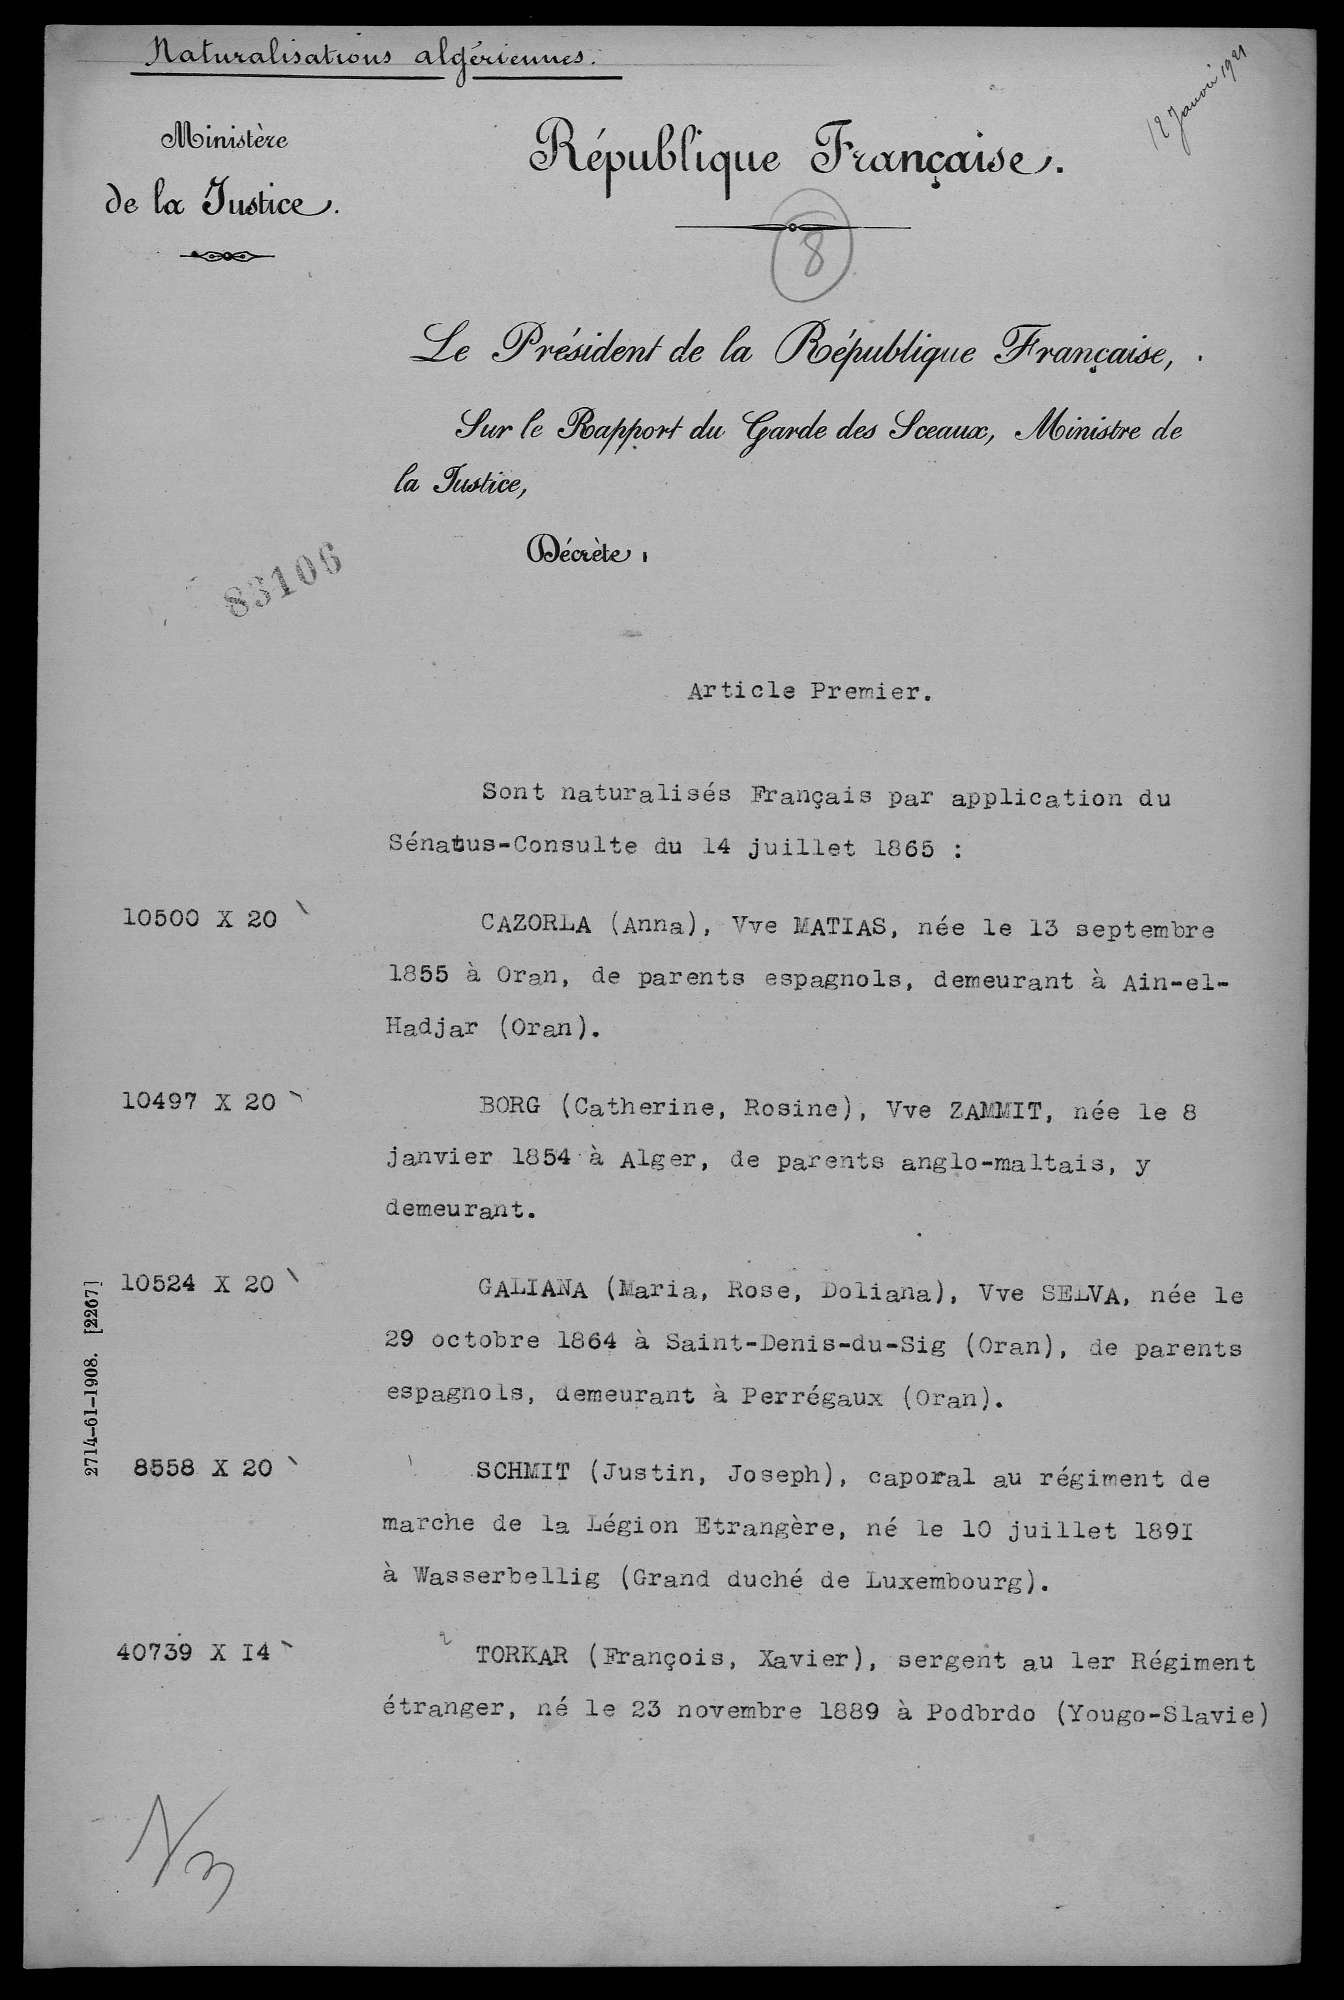 Naturalisations algériennes.
12 Janvier 1921
Ministère
de la Justice.
République Française.
8
Le Président de la République Française,
Sur le Rapport du Garde des Sceaux, Ministre de
la Justice,
Décrète :
83106
Article Premier.
Sont naturalisés Français par application du
Sénatus-Consulte du 14 juillet 1865 :
10500 X 20
CAZORLA (Anna), Vve MATIAS, née le 13 septembre
1855 à Oran, de parents espagnols, demeurant à Ain-el-
Hadjar (Oran).
10497 X 20
BORG (Catherine, Rosine), Vve ZAMMIT, née le 8
janvier 1854 à Alger, de parents anglo-maltais, y
demeurant.
10524 X 20
GALIANA (Maria, Rose, Doliana), Vve SELVA, née le
29 octobre 1864 à Saint-Denis-du-Sig (Oran), de parents
espagnols, demeurant à Perrégaux (Oran).
8558 X 20
SCHMIT (Justin, Joseph), caporal au régiment de
marche de la Légion Etrangère, né le 10 juillet 189I
à Wasserbellig (Grand duché de Luxembourg).
40739 X I4
TORKAR (François, Xavier), sergent au 1er Régiment
étranger, né le 23 novembre 1889 à Podbrdo (Yougo-Slavie)
2714-61-1908. [2267]